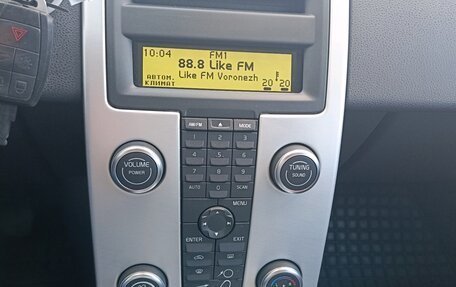 10:04 FM1
88.8 Like FM
АВТОМ. Like FM Voronezh
КЛИМАТ 20 20
AM/FM MODE
1 2 3
4 5 6
7 8 9
AUTO 0 SCAN
VOLUME
POWER
TUNING
SOUND
MENU
ENTER EXIT